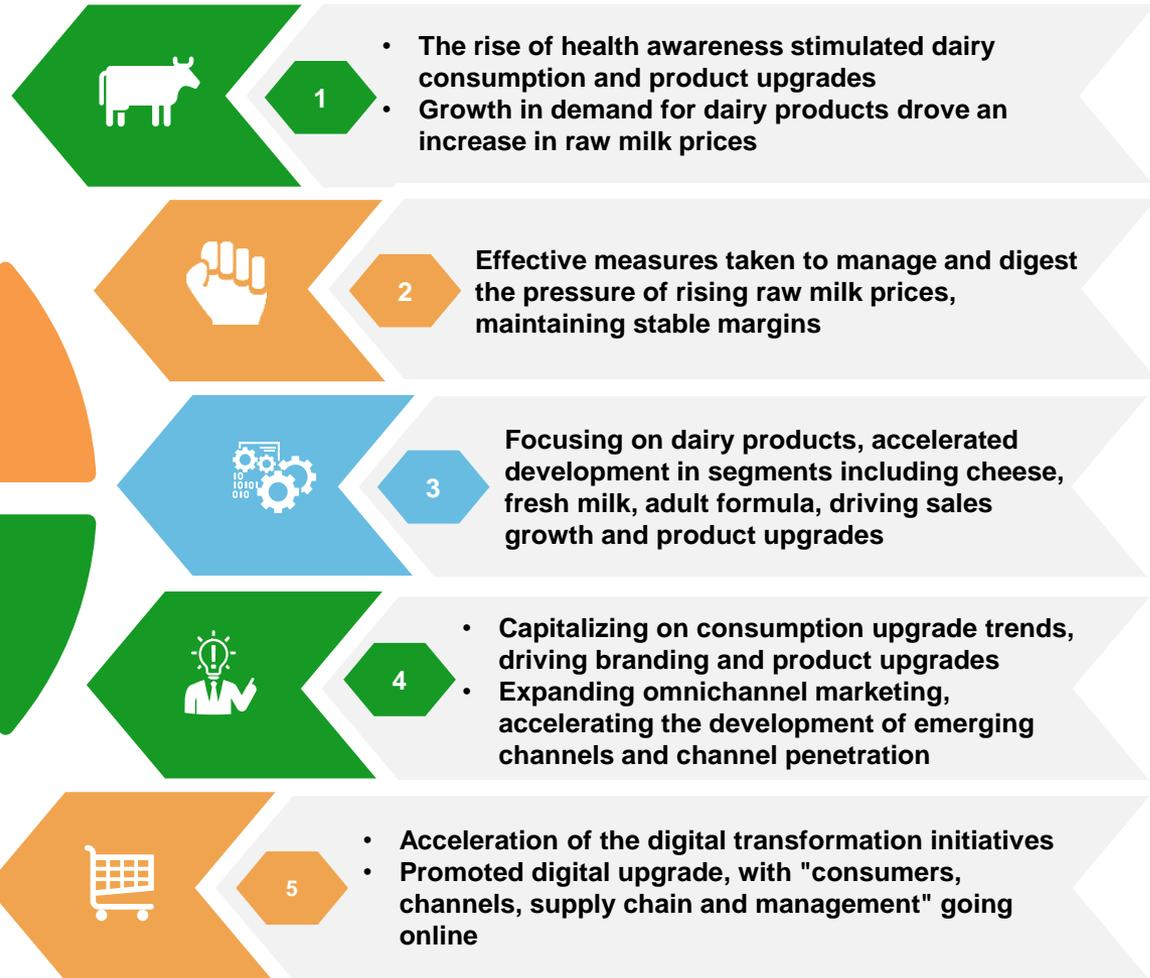 1
• The rise of health awareness stimulated dairy
consumption and product upgrades
• Growth in demand for dairy products drove an
increase in raw milk prices
2
Effective measures taken to manage and digest
the pressure of rising raw milk prices,
maintaining stable margins
10
10101
010
3
Focusing on dairy products, accelerated
development in segments including cheese,
fresh milk, adult formula, driving sales
growth and product upgrades
4
• Capitalizing on consumption upgrade trends,
driving branding and product upgrades
• Expanding omnichannel marketing,
accelerating the development of emerging
channels and channel penetration
5
• Acceleration of the digital transformation initiatives
• Promoted digital upgrade, with "consumers,
channels, supply chain and management" going
online